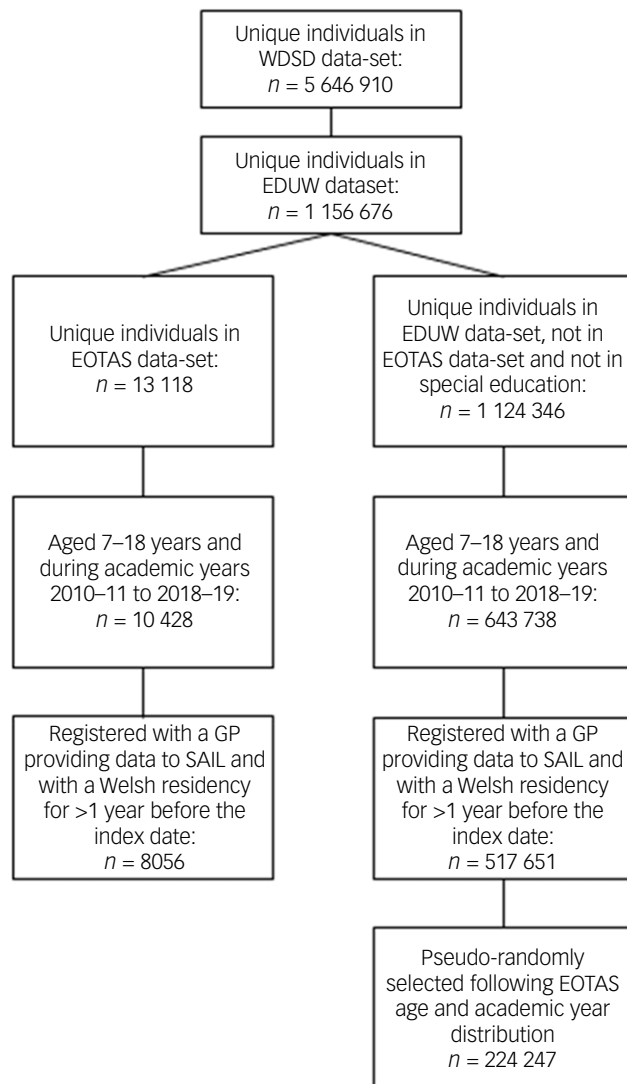 Unique individuals in
WDSD data-set:
n = 5 646 910
Unique individuals in
EDUW dataset:
n = 1 156 676
Unique individuals in
EOTAS data-set:
n = 13 118
Unique individuals in
EDUW data-set, not in
EOTAS data-set and not in
special education:
n = 1 124 346
Aged 7–18 years and
during academic years
2010–11 to 2018–19:
n = 10 428
Aged 7–18 years and
during academic years
2010–11 to 2018–19:
n = 643 738
Registered with a GP
providing data to SAIL and
with a Welsh residency
for >1 year before the
index date:
n = 8056
Registered with a GP
providing data to SAIL and
with a Welsh residency
for >1 year before the
index date:
n = 517 651
Pseudo-randomly
selected following EOTAS
age and academic year
distribution
n = 224 247